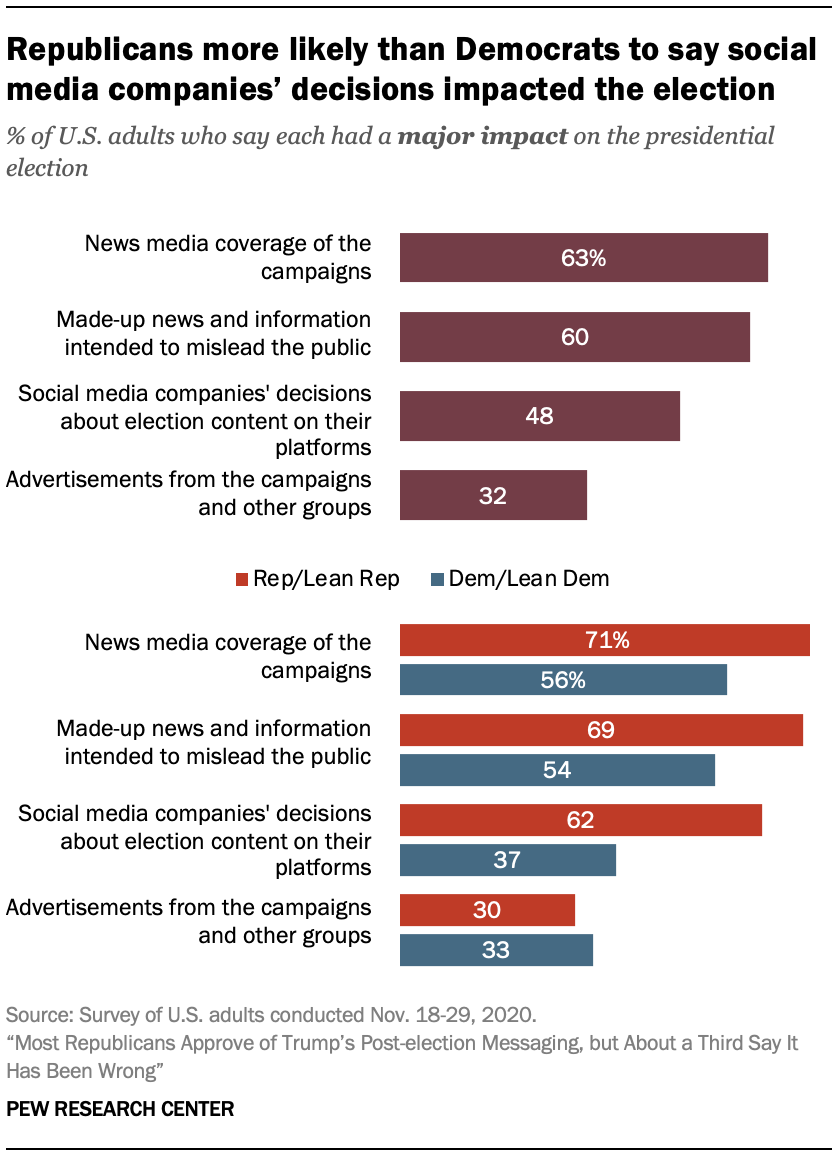 Republicans more likely than Democrats to say social
media companies’ decisions impacted the election
% of U.S. adults who say each had a major impact on the presidential
election
News media coverage of the
campaigns
63%
Made-up news and information
intended to mislead the public
60
Social media companies' decisions
about election content on their
platforms
48
Advertisements from the campaigns
and other groups
32
Rep/Lean Rep
Dem/Lean Dem
News media coverage of the
campaigns
71%
56%
Made-up news and information
intended to mislead the public
69
54
Social media companies' decisions
about election content on their
platforms
62
37
Advertisements from the campaigns
and other groups
30
33
Source: Survey of U.S. adults conducted Nov. 18-29, 2020.
“Most Republicans Approve of Trump’s Post-election Messaging, but About a Third Say It
Has Been Wrong”
PEW RESEARCH CENTER